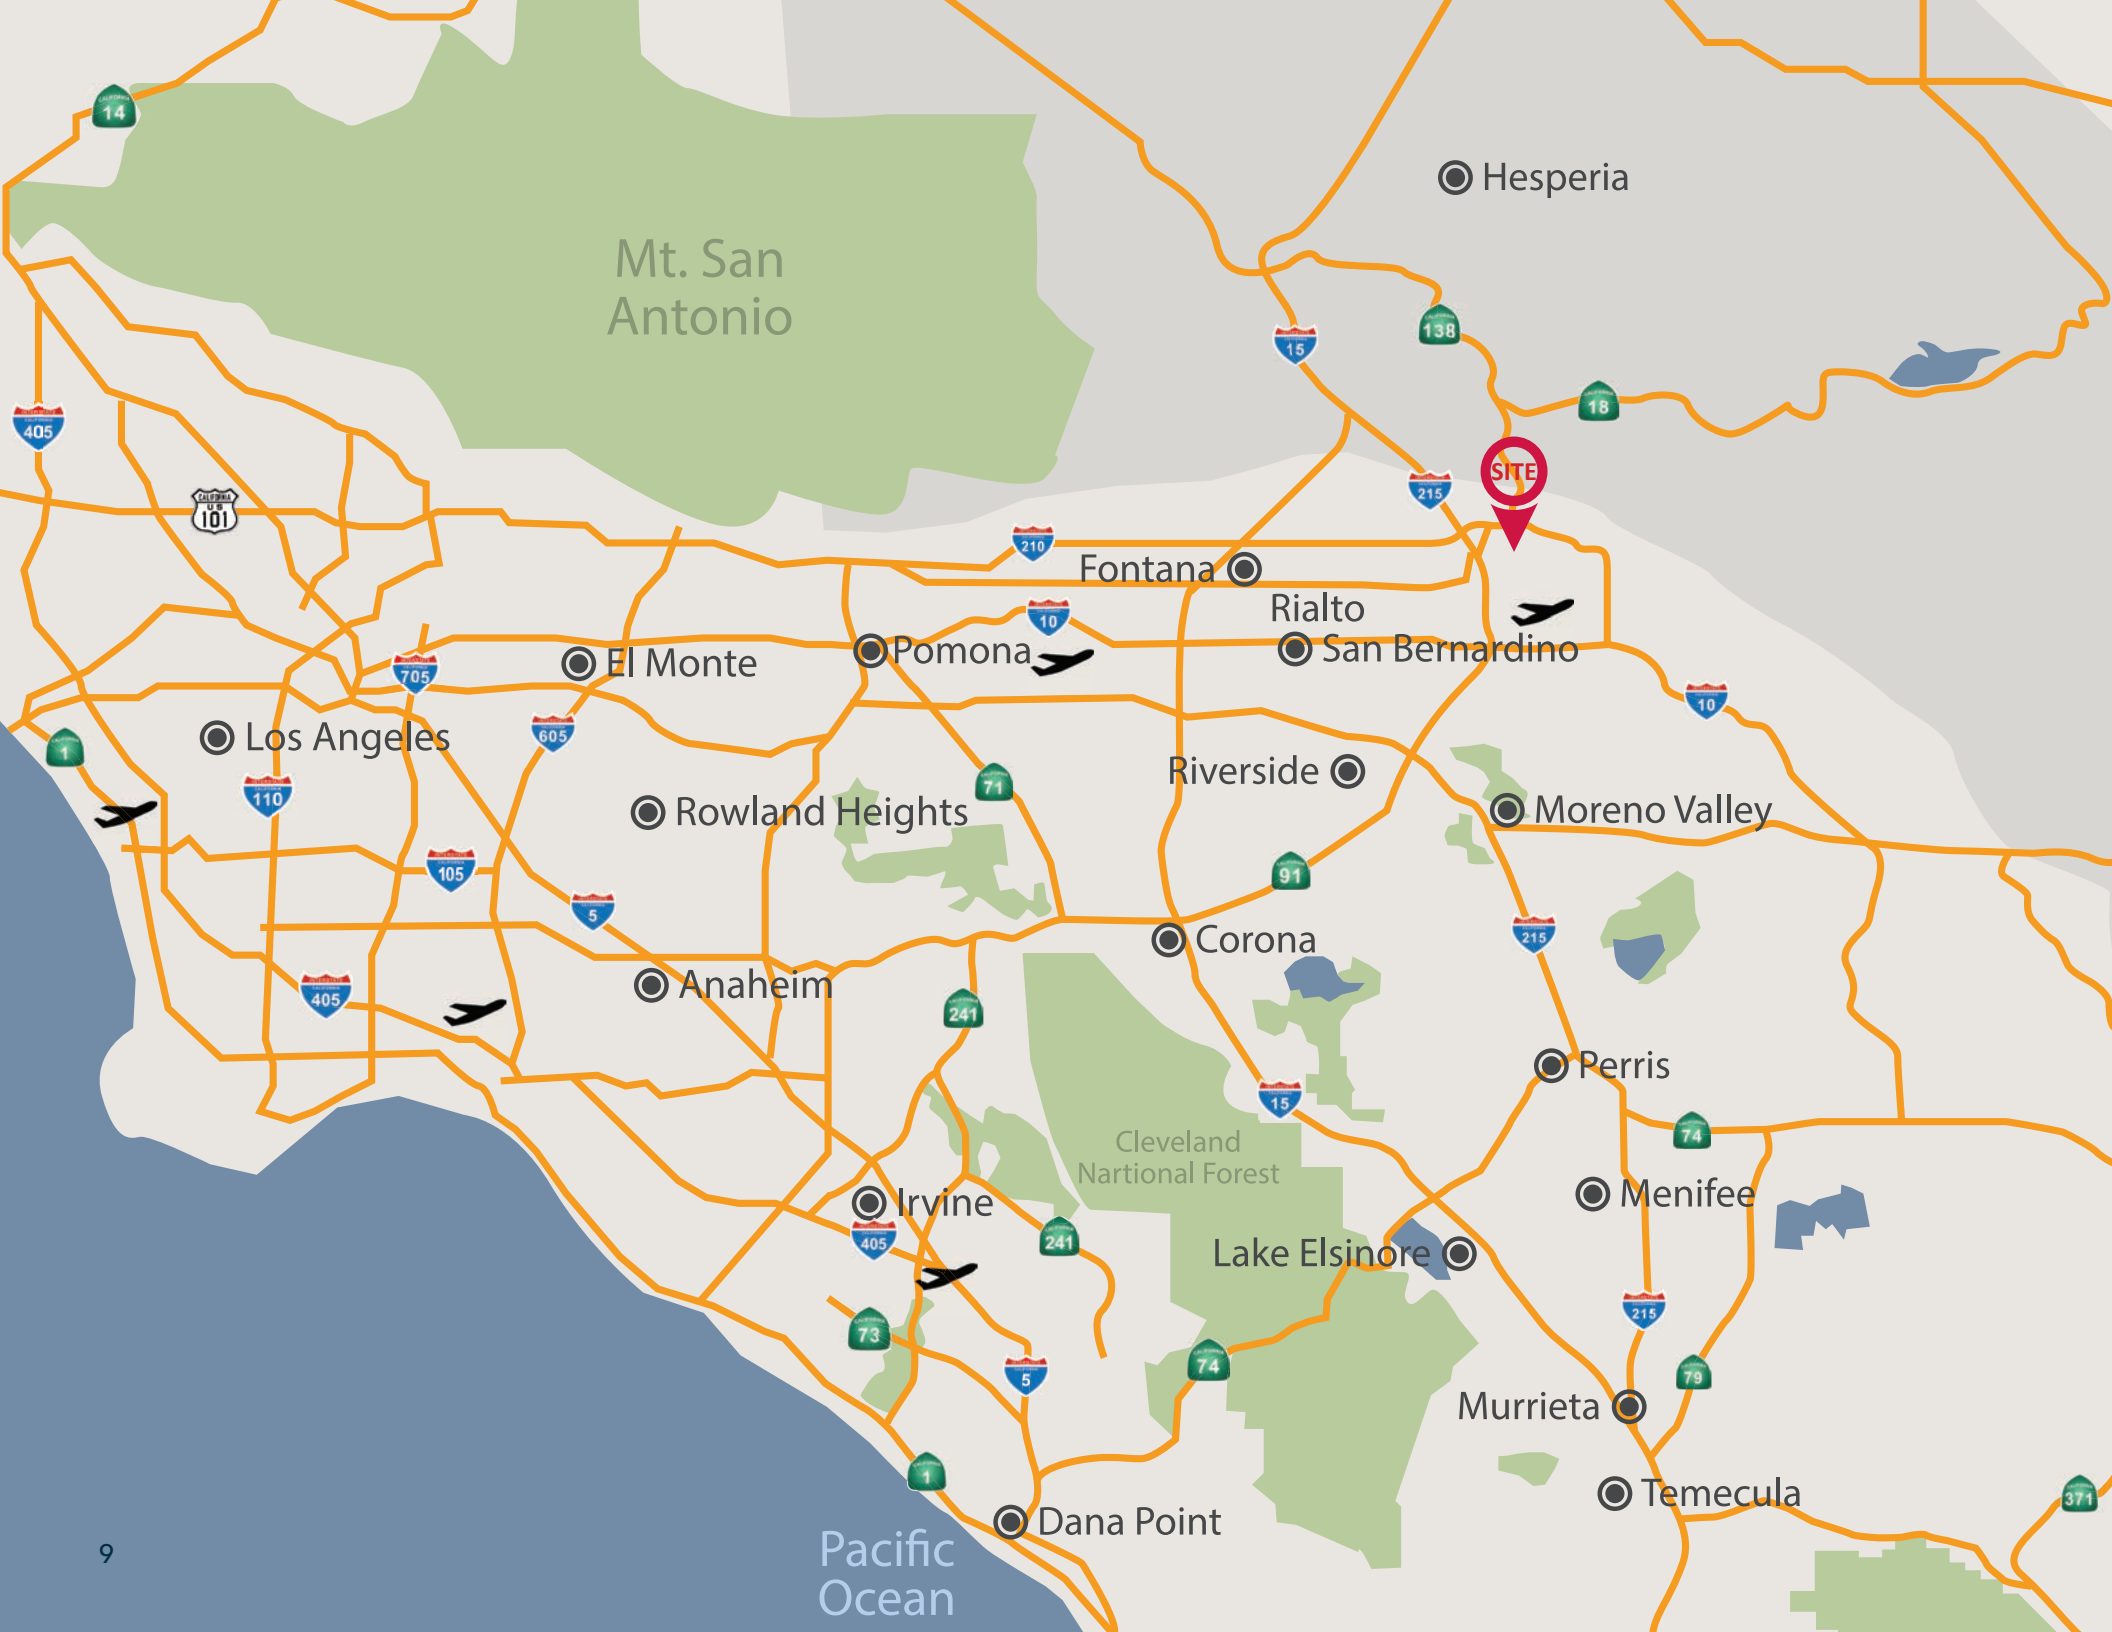 14
Hesperia
Mt. San
Antonio
15
138
18
405
SITE
215
US
101
210
Fontana
Rialto
10
Pomona
San Bernardino
El Monte
705
10
605
Los Angeles
1
Riverside
71
110
Rowland Heights
Moreno Valley
105
91
5
215
Corona
Anaheim
405
241
Perris
15
74
Cleveland
Nartional Forest
Menifee
Irvine
405
241
Lake Elsinore
215
73
74
5
79
Murrieta
1
Temecula
371
Dana Point
Pacific
Ocean
9